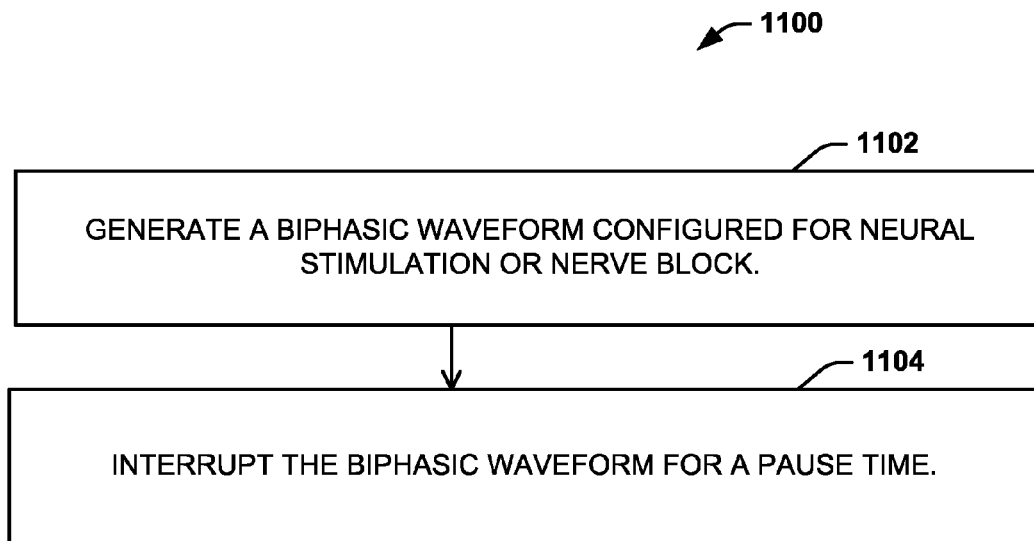 1100
1102
GENERATE A BIPHASIC WAVEFORM CONFIGURED FOR NEURAL
STIMULATION OR NERVE BLOCK.
1104
INTERRUPT THE BIPHASIC WAVEFORM FOR A PAUSE TIME.